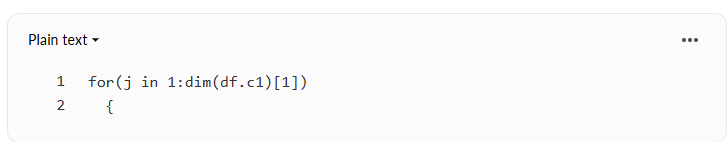 Plain text
1 for(j in 1:dim(df.c1)[1])
2 {